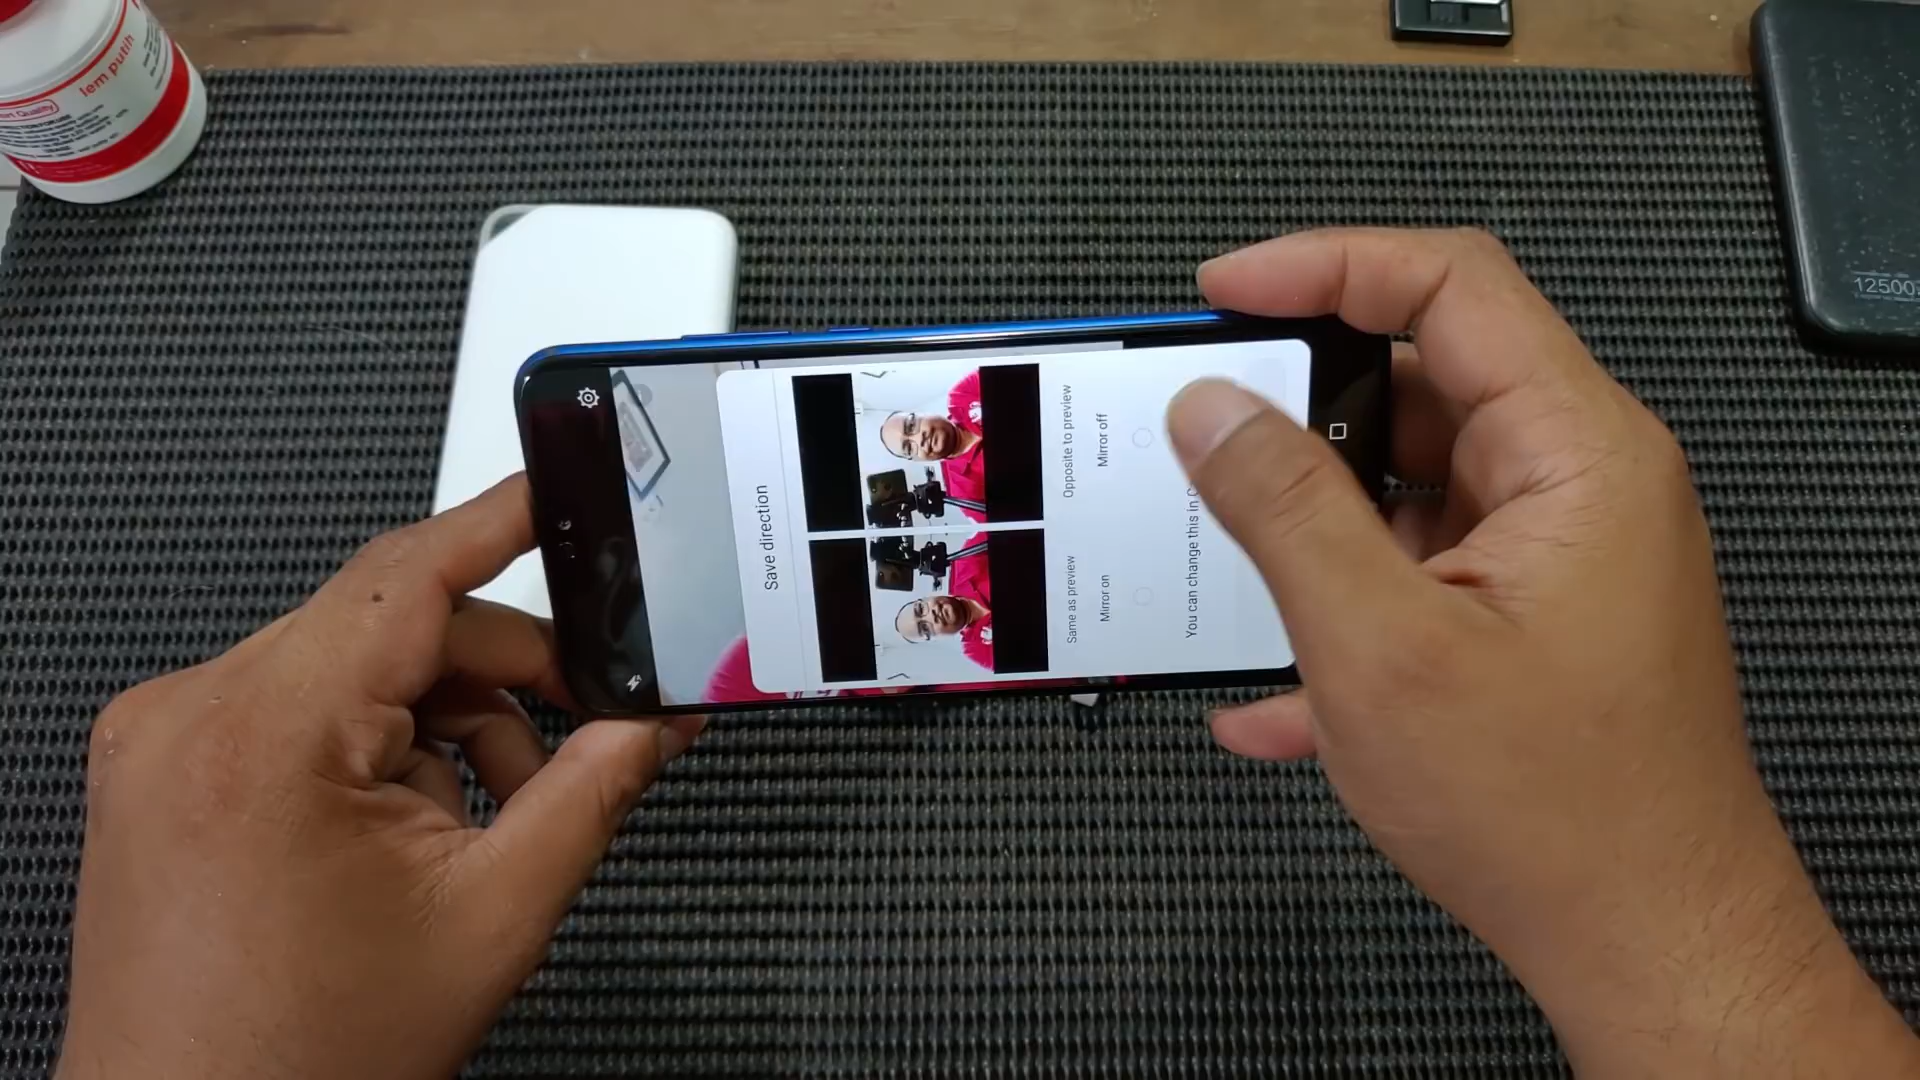 lem putih
Quality
12500
Save direction
Same as preview
Mirror on
Opposite to preview
Mirror off
You can change this in